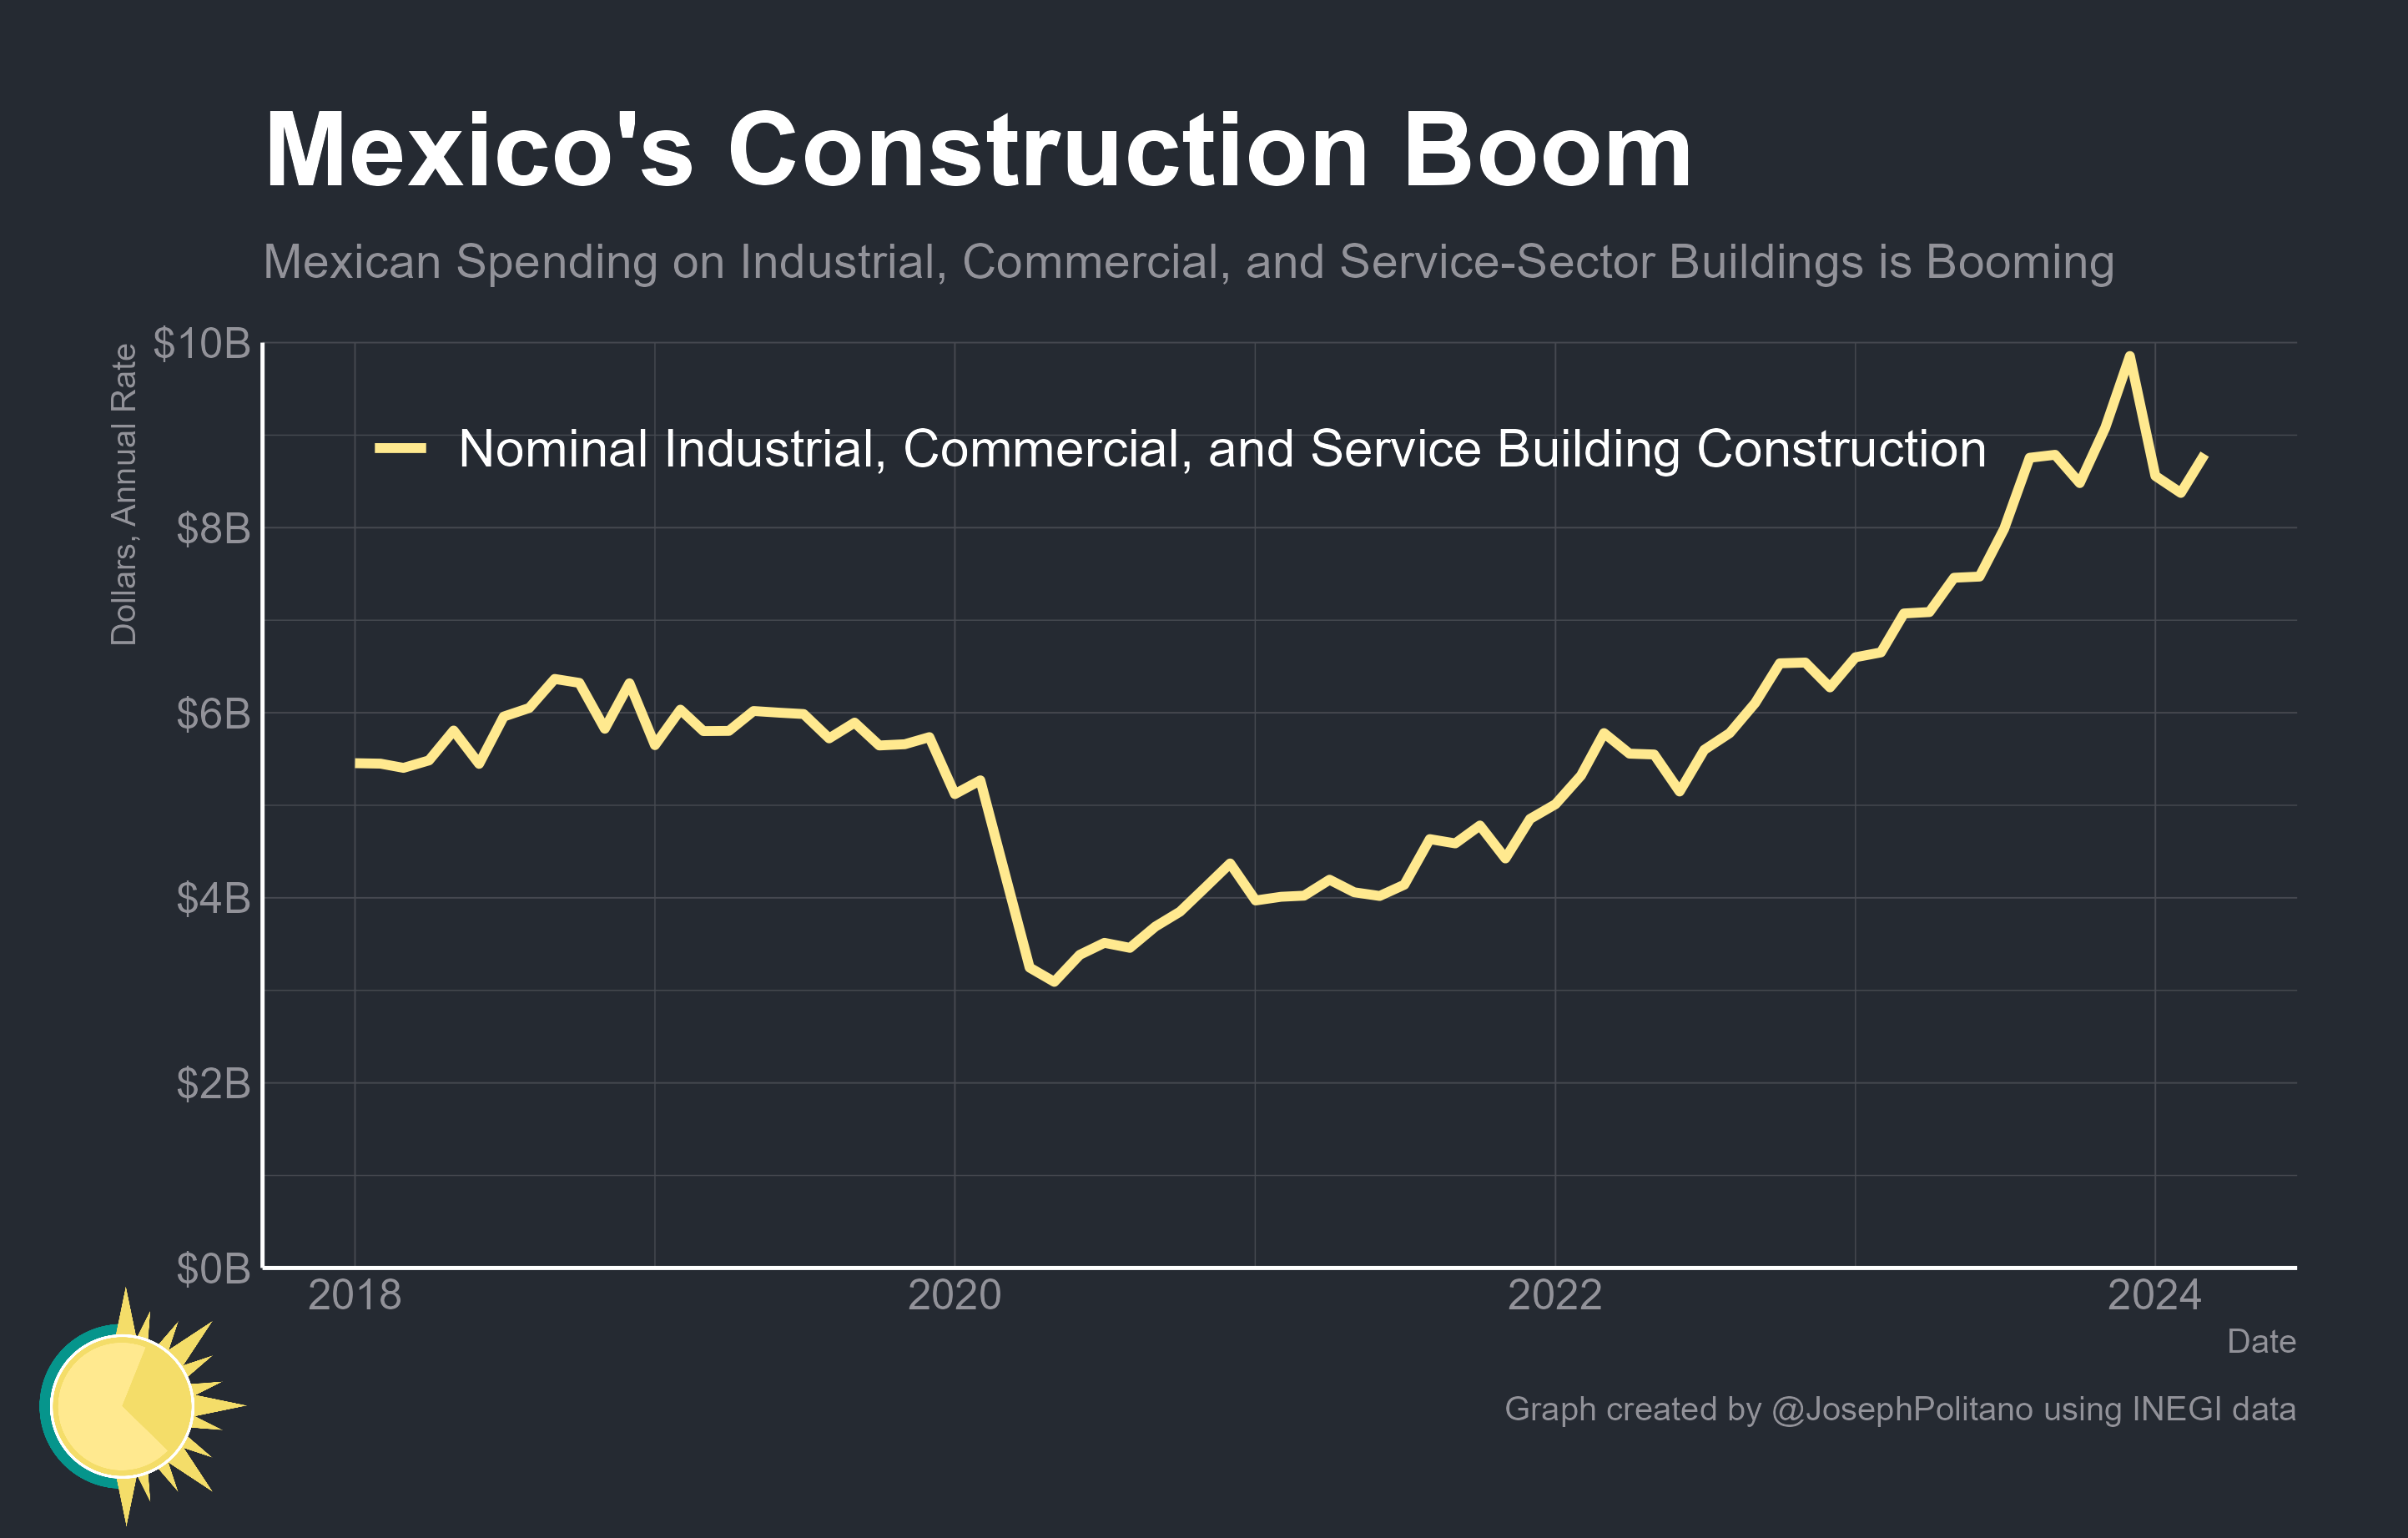 Mexico's Construction Boom
Mexican Spending on Industrial, Commercial, and Service-Sector Buildings is Booming
Dollars, Annual Rate
$10B
$8B
$6B
$4B
$2B
$0B
Nominal Industrial, Commercial, and Service Building Construction
2018
2020
2022
2024
Date
Graph created by @JosephPolitano using INEGI data